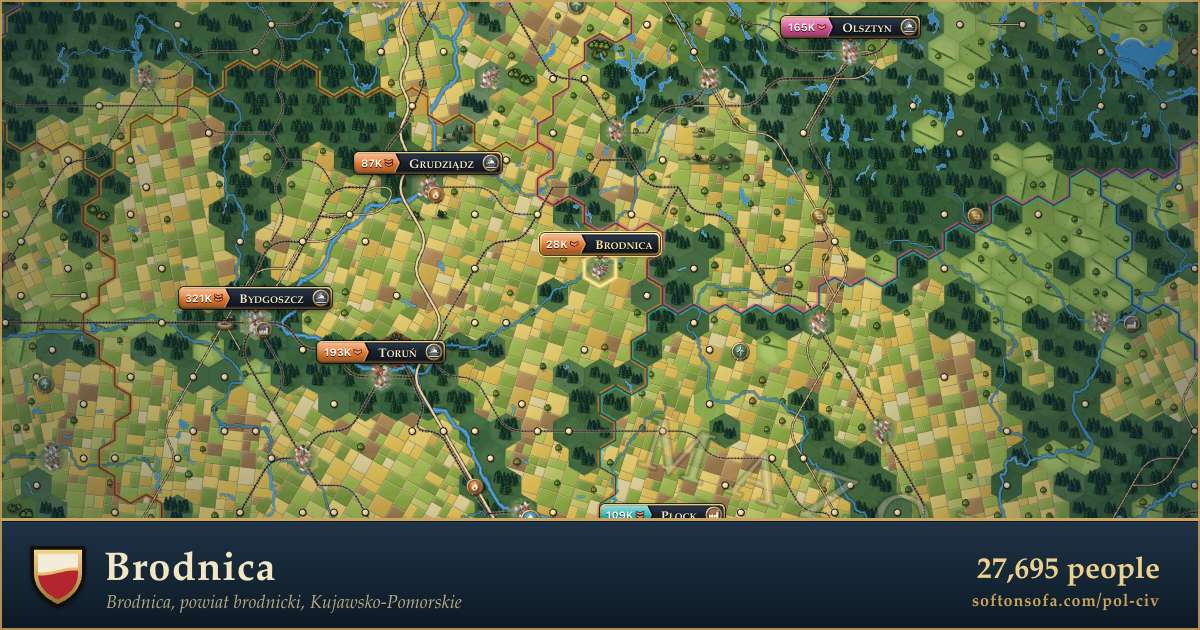 165K OLSZTYN
87K GRUDZIĄDZ
28K BRODNICA
321K BYDGOSZCZ
193K TORUŃ
M A
109K PŁOCK
Brodnica
Brodnica, powiat brodnicki, Kujawsko-Pomorskie
27,695 people
softonsofa.com/pol-civ